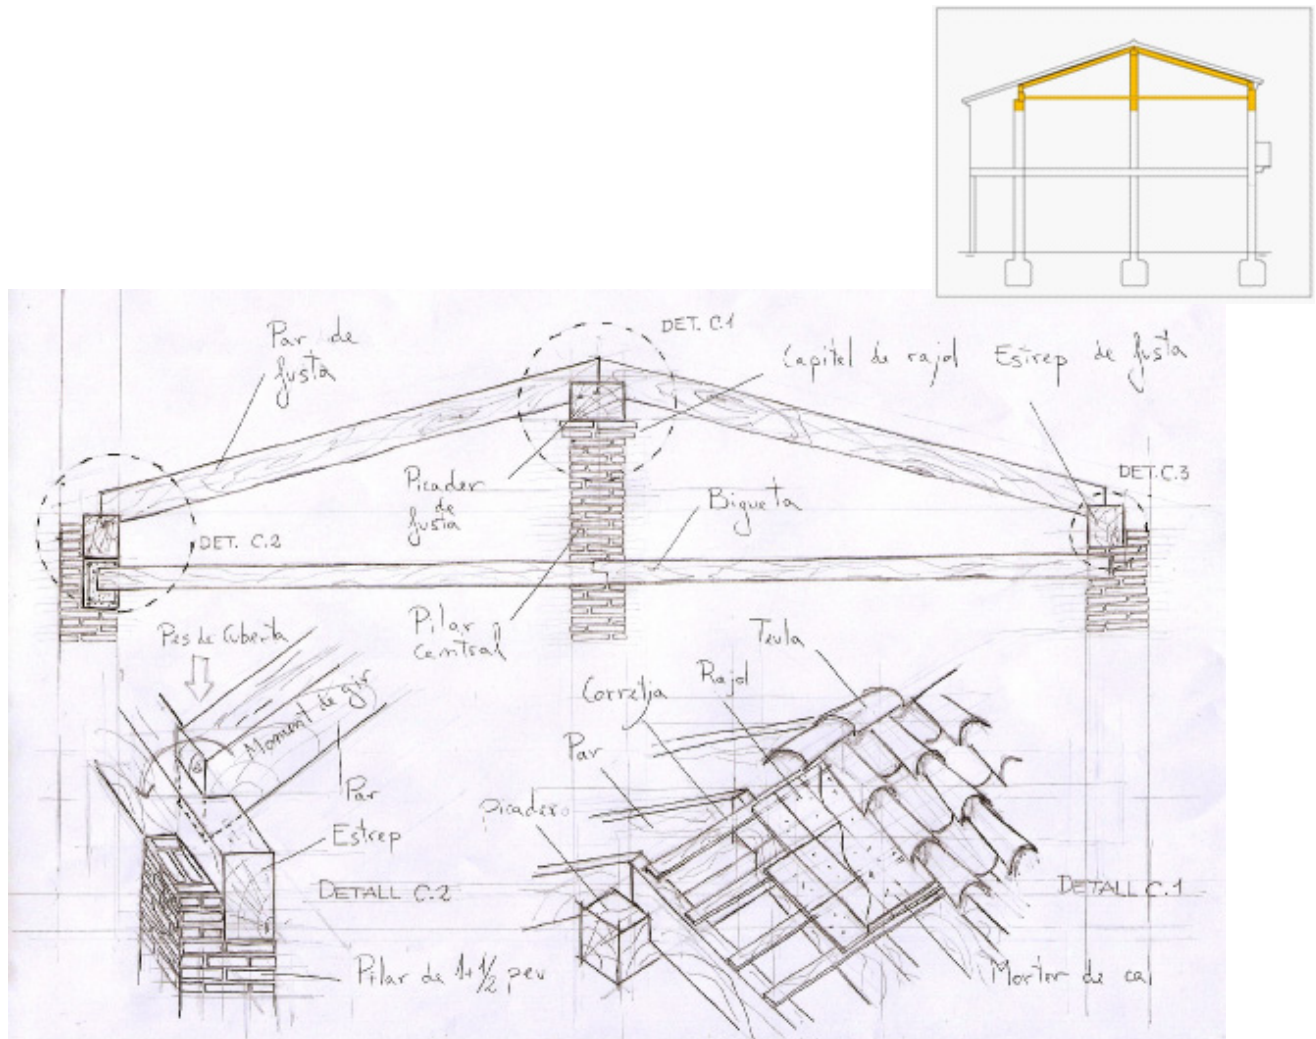 DET. C.1
Par de
fusta
Capitel de rajol
Estrep de fusta
DET. C.3
Picader
de
fusta
Bigueta
DET. C.2
Pilar
Central
Pes de Cuberta
Teula
Rajol
Corretja
Moment de gir
Par
Par
Picadero
Estrep
DETALL C.2
DETALL C.1
Pilar de 1+1/2 peu
Morter de cal